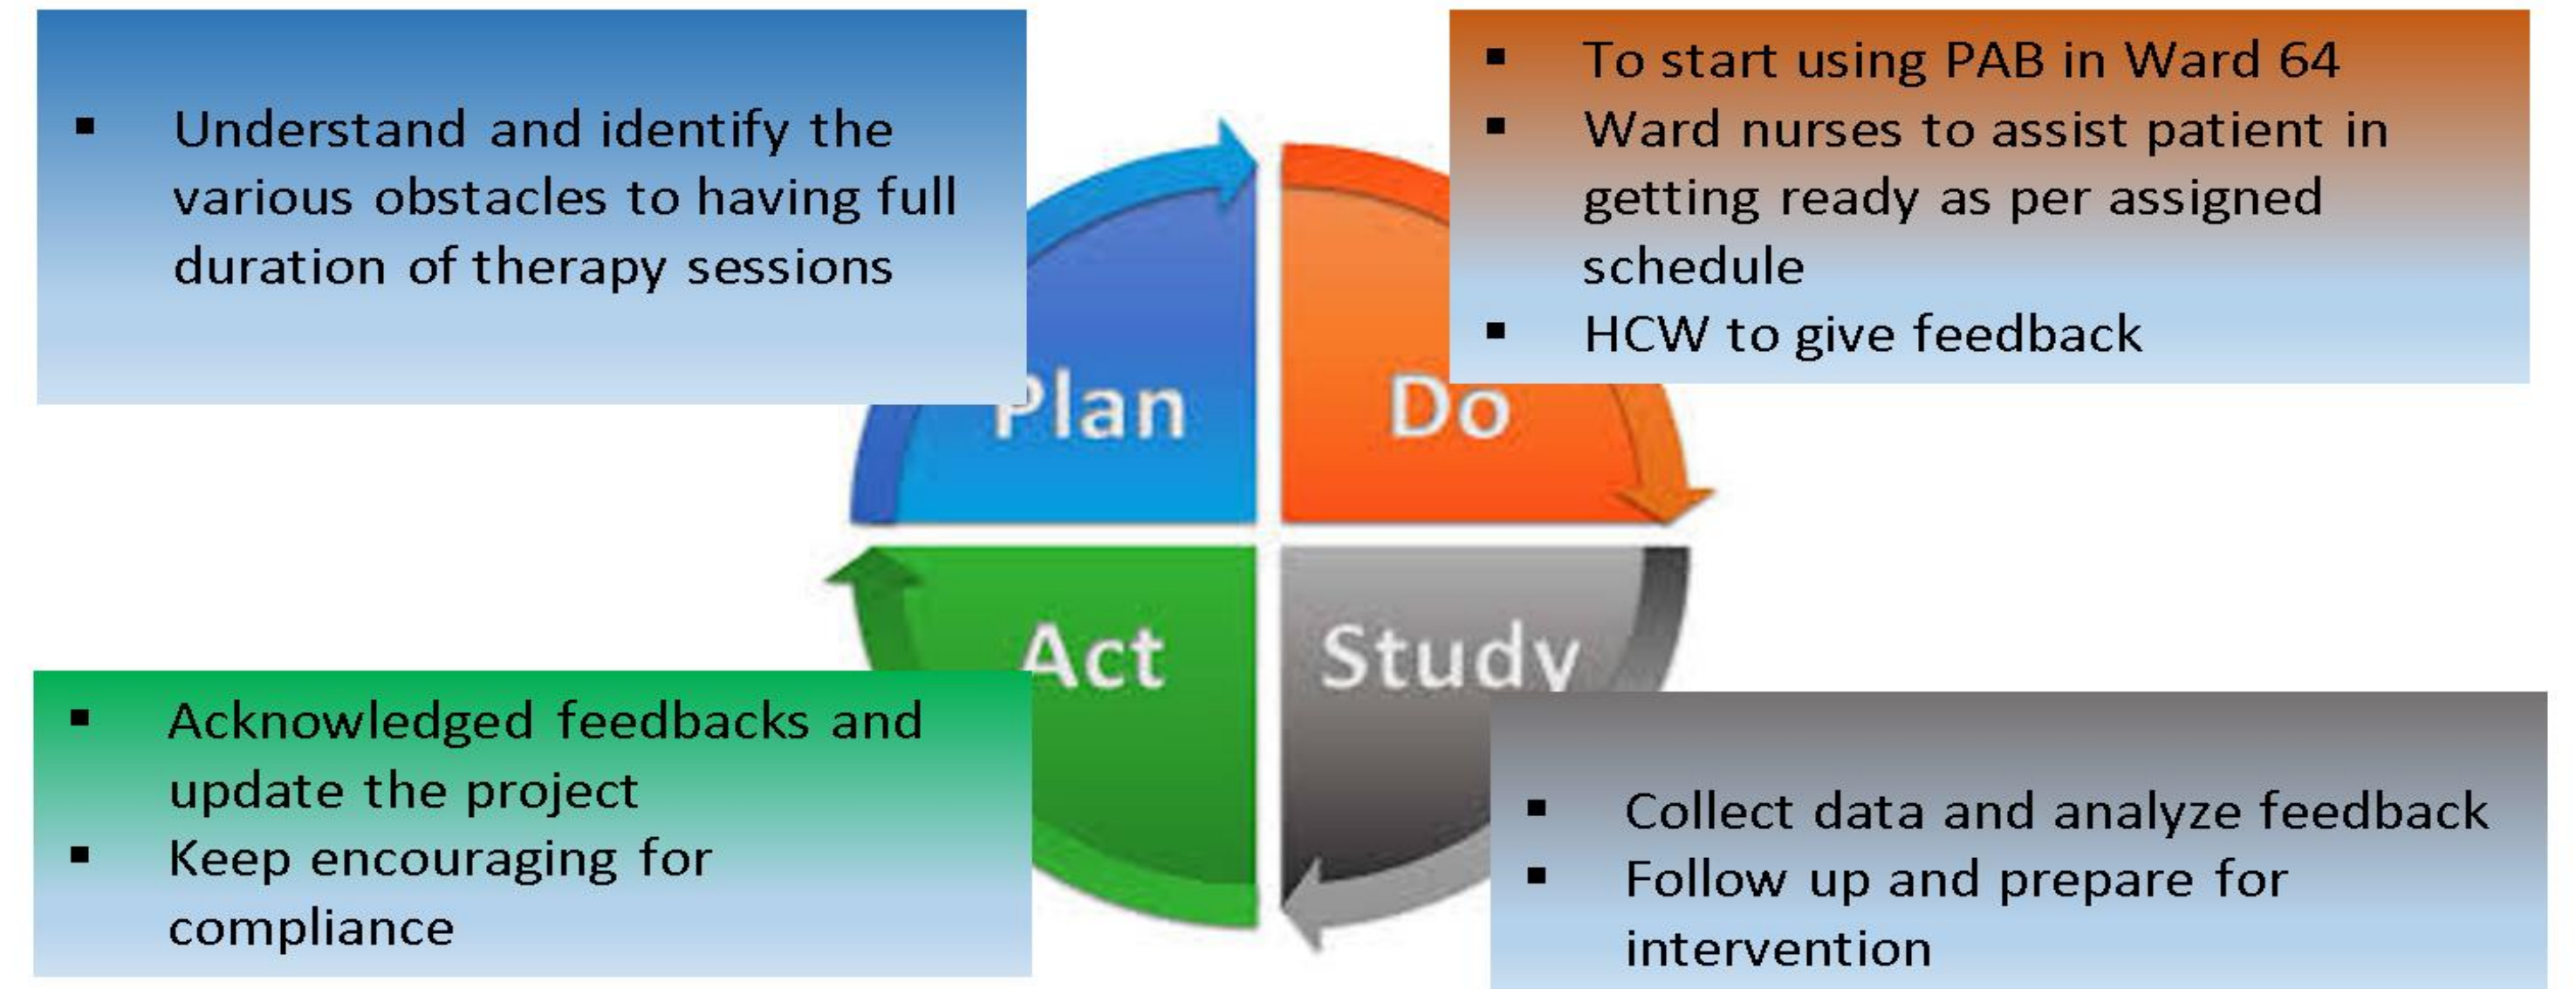 ▪ Understand and identify the
various obstacles to having full
duration of therapy sessions
▪ To start using PAB in Ward 64
▪ Ward nurses to assist patient in
getting ready as per assigned
schedule
▪ HCW to give feedback
Plan
Do
Act
Study
▪ Acknowledged feedbacks and
update the project
▪ Keep encouraging for
compliance
▪ Collect data and analyze feedback
▪ Follow up and prepare for
intervention